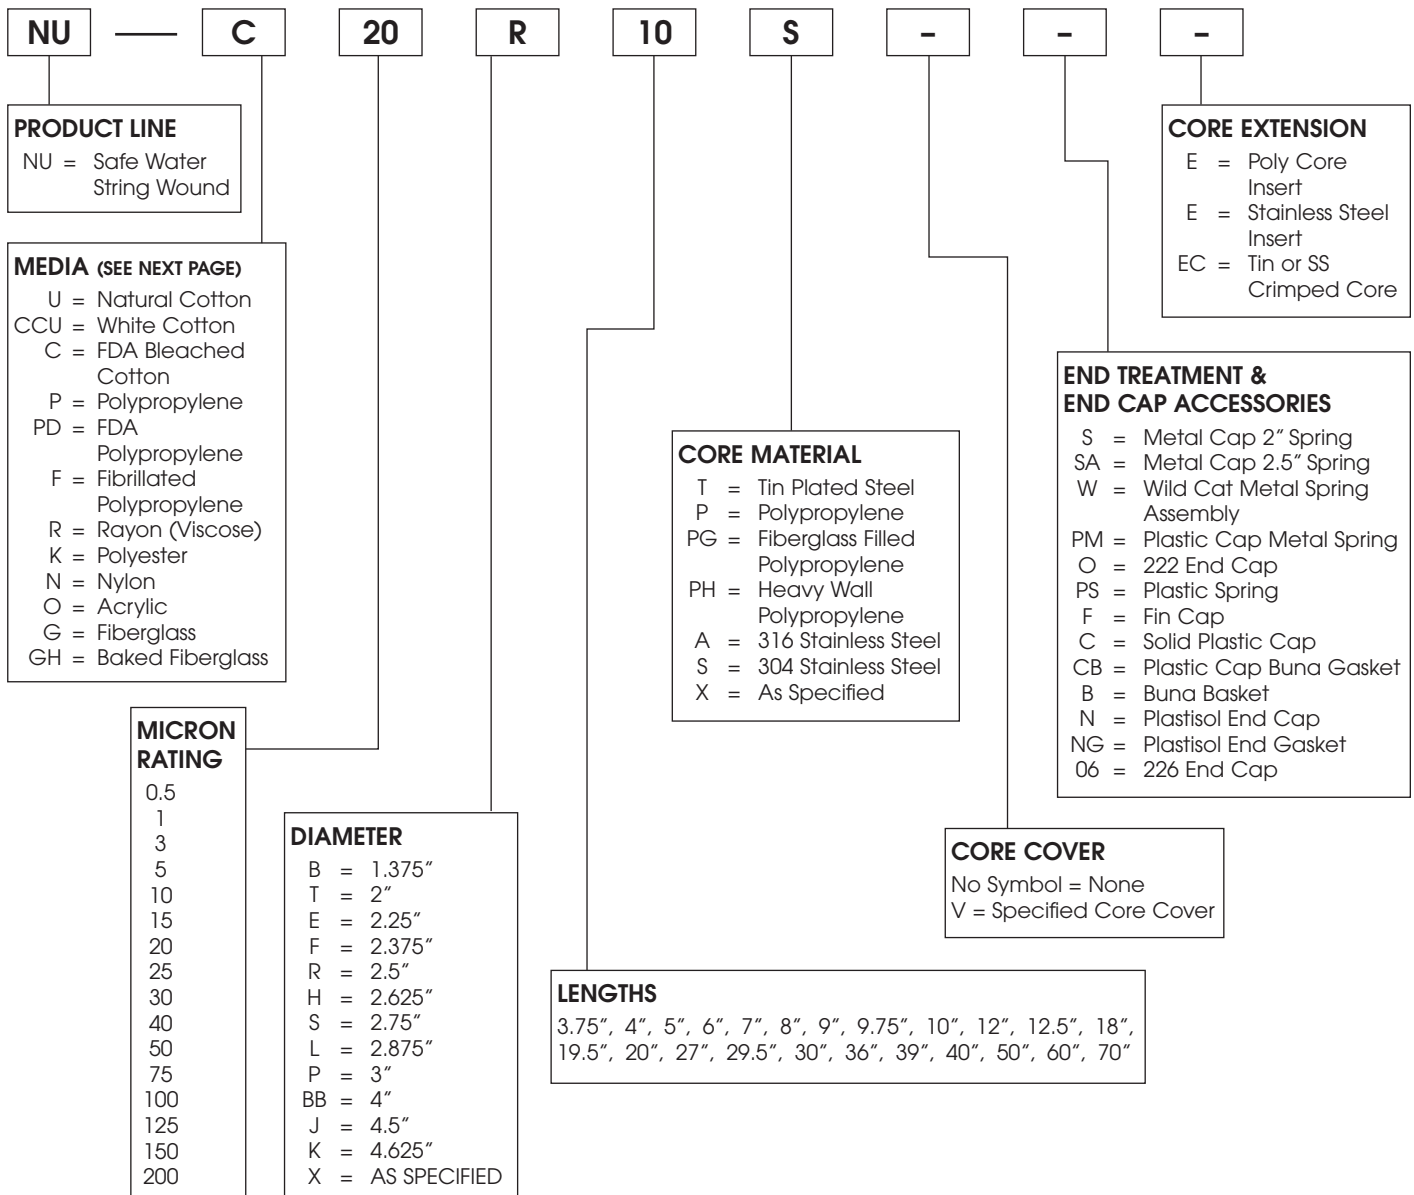 NU — C 20 R 10 S – – –
PRODUCT LINE
NU = Safe Water
String Wound
MEDIA (SEE NEXT PAGE)
U = Natural Cotton
CCU = White Cotton
C = FDA Bleached
Cotton
P = Polypropylene
PD = FDA
Polypropylene
F = Fibrillated
Polypropylene
R = Rayon (Viscose)
K = Polyester
N = Nylon
O = Acrylic
G = Fiberglass
GH = Baked Fiberglass
MICRON
RATING
0.5
1
3
5
10
15
20
25
30
40
50
75
100
125
150
200
DIAMETER
B = 1.375″
T = 2″
E = 2.25″
F = 2.375″
R = 2.5″
H = 2.625″
S = 2.75″
L = 2.875″
P = 3″
BB = 4″
J = 4.5″
K = 4.625″
X = AS SPECIFIED
LENGTHS
3.75″, 4″, 5″, 6″, 7″, 8″, 9″, 9.75″, 10″, 12″, 12.5″, 18″,
19.5″, 20″, 27″, 29.5″, 30″, 36″, 39″, 40″, 50″, 60″, 70″
CORE MATERIAL
T = Tin Plated Steel
P = Polypropylene
PG = Fiberglass Filled
Polypropylene
PH = Heavy Wall
Polypropylene
A = 316 Stainless Steel
S = 304 Stainless Steel
X = As Specified
CORE COVER
No Symbol = None
V = Specified Core Cover
END TREATMENT &
END CAP ACCESSORIES
S = Metal Cap 2″ Spring
SA = Metal Cap 2.5″ Spring
W = Wild Cat Metal Spring
Assembly
PM = Plastic Cap Metal Spring
O = 222 End Cap
PS = Plastic Spring
F = Fin Cap
C = Solid Plastic Cap
CB = Plastic Cap Buna Gasket
B = Buna Basket
N = Plastisol End Cap
NG = Plastisol End Gasket
06 = 226 End Cap
CORE EXTENSION
E = Poly Core
Insert
E = Stainless Steel
Insert
EC = Tin or SS
Crimped Core